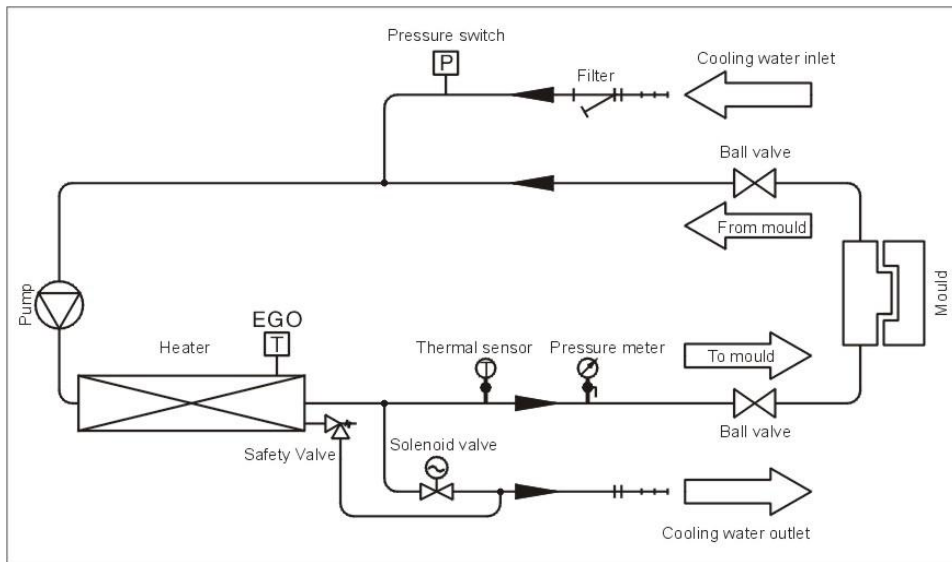 Pressure switch
P
Filter
Cooling water inlet
Ball valve
From mould
Pump
Mould
EGO
T
Heater
Thermal sensor
T
Pressure meter
To mould
Ball valve
Safety Valve
Solenoid valve
Cooling water outlet